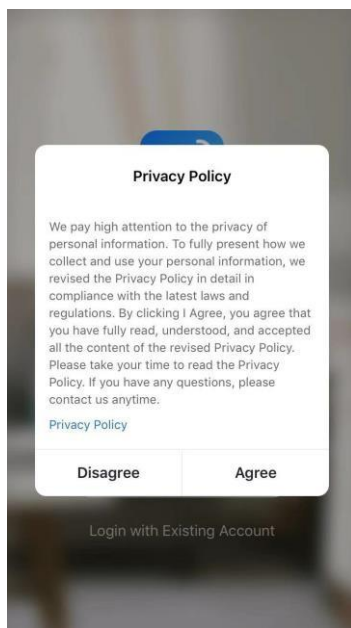 Privacy Policy
We pay high attention to the privacy of
personal information. To fully present how we
collect and use your personal information, we
revised the Privacy Policy in detail in
compliance with the latest laws and
regulations. By clicking I Agree, you agree that
you have fully read, understood, and accepted
all the content of the revised Privacy Policy.
Please take your time to read the Privacy
Policy. If you have any questions, please
contact us anytime.
Privacy Policy
Disagree Agree
Login with Existing Account